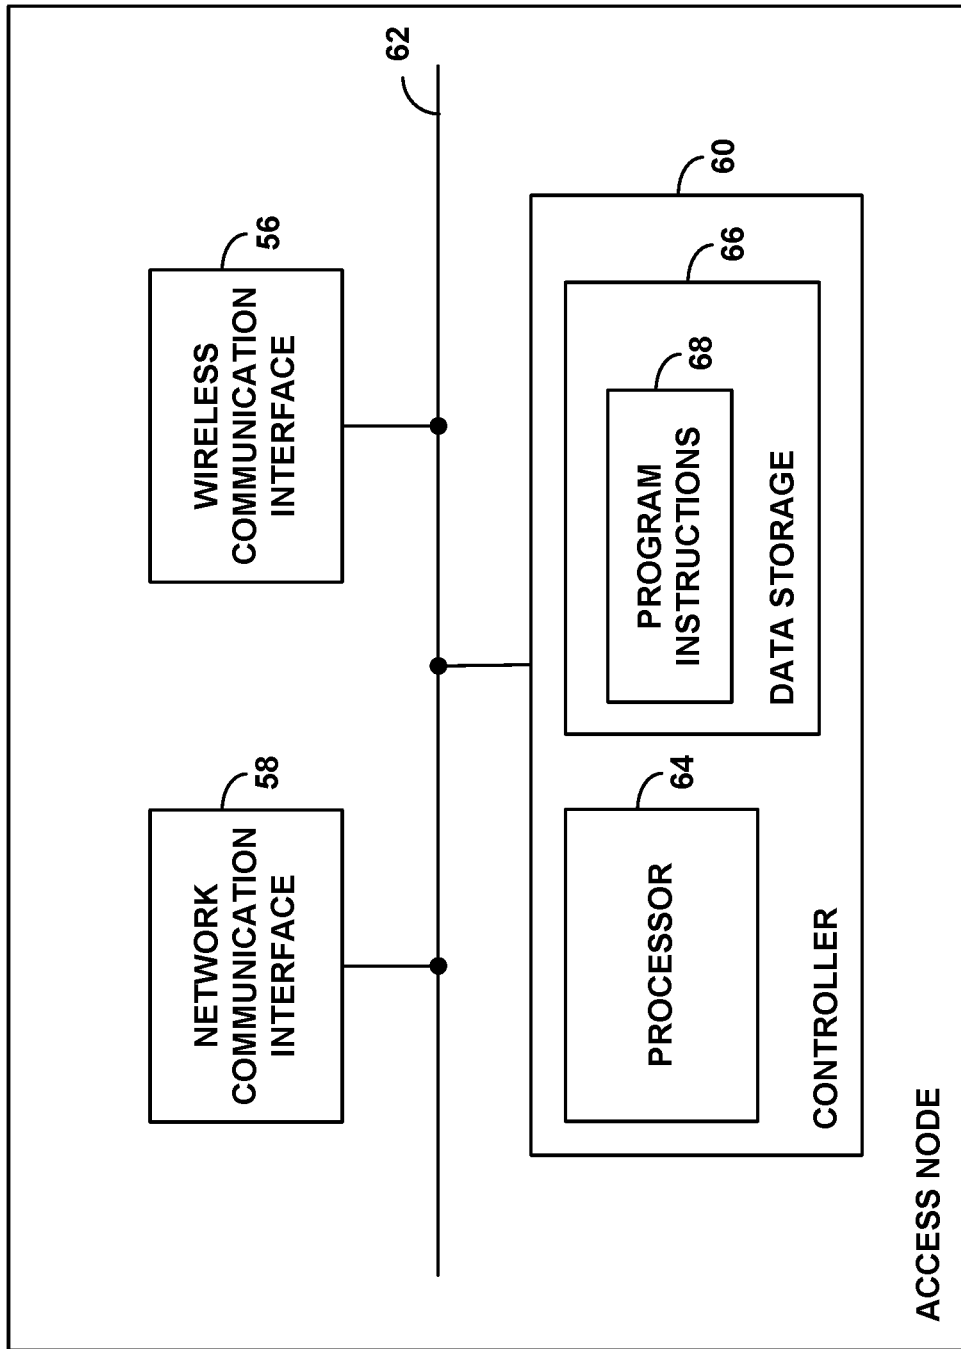 NETWORK
COMMUNICATION
INTERFACE
58
WIRELESS
COMMUNICATION
INTERFACE
56
62
PROCESSOR
64
PROGRAM
INSTRUCTIONS
68
DATA STORAGE
66
CONTROLLER
60
ACCESS NODE